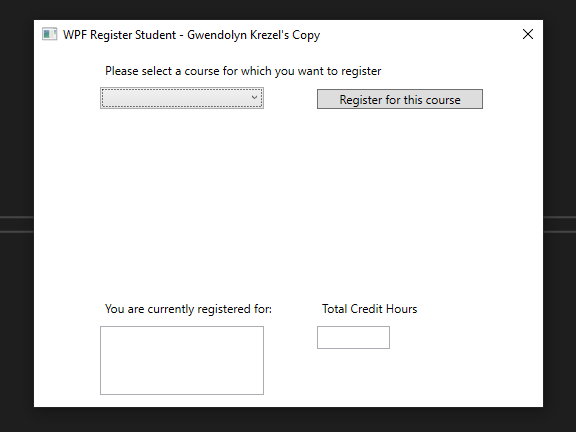 WPF Register Student - Gwendolyn Krezel's Copy
Please select a course for which you want to register
Register for this course
You are currently registered for:
Total Credit Hours